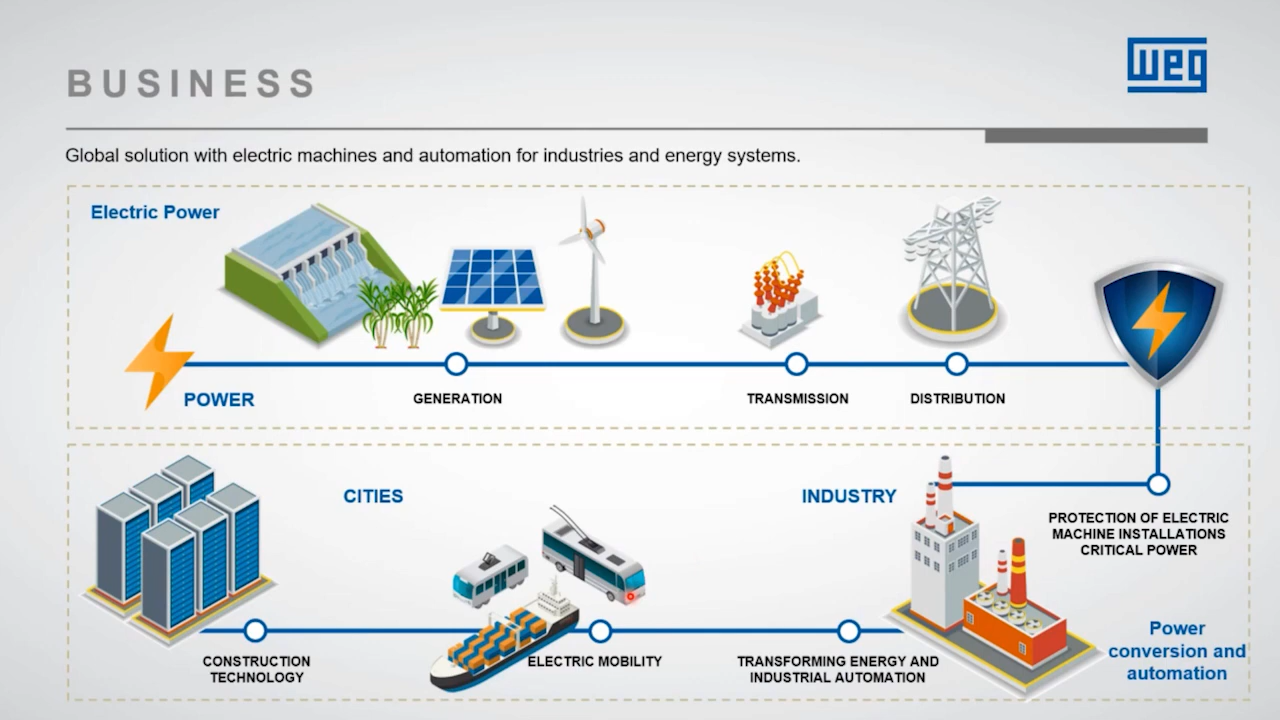 BUSINESS
weg
Global solution with electric machines and automation for industries and energy systems.
Electric Power
POWER
GENERATION
TRANSMISSION
DISTRIBUTION
CITIES
INDUSTRY
PROTECTION OF ELECTRIC
MACHINE INSTALLATIONS
CRITICAL POWER
CONSTRUCTION
TECHNOLOGY
ELECTRIC MOBILITY
TRANSFORMING ENERGY AND
INDUSTRIAL AUTOMATION
Power
conversion and
automation